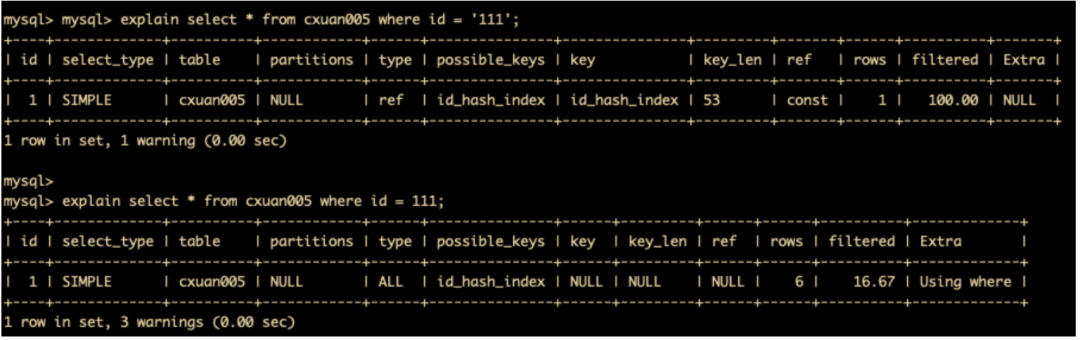 mysql> mysql> explain select * from cxuan005 where id = '111';
+----+-------------+----------+------------+------+---------------+---------------+---------+-------+------+----------+-------+
| id | select_type | table    | partitions | type | possible_keys | key           | key_len | ref   | rows | filtered | Extra |
+----+-------------+----------+------------+------+---------------+---------------+---------+-------+------+----------+-------+
|  1 | SIMPLE      | cxuan005 | NULL       | ref  | id_hash_index | id_hash_index | 53      | const |    1 |   100.00 | NULL  |
+----+-------------+----------+------------+------+---------------+---------------+---------+-------+------+----------+-------+
1 row in set, 1 warning (0.00 sec)
mysql>
mysql> explain select * from cxuan005 where id = 111;
+----+-------------+----------+------------+------+---------------+------+---------+------+------+----------+-------------+
| id | select_type | table    | partitions | type | possible_keys | key  | key_len | ref  | rows | filtered | Extra       |
+----+-------------+----------+------------+------+---------------+------+---------+------+------+----------+-------------+
|  1 | SIMPLE      | cxuan005 | NULL       | ALL  | id_hash_index | NULL | NULL    | NULL |    6 |    16.67 | Using where |
+----+-------------+----------+------------+------+---------------+------+---------+------+------+----------+-------------+
1 row in set, 3 warnings (0.00 sec)